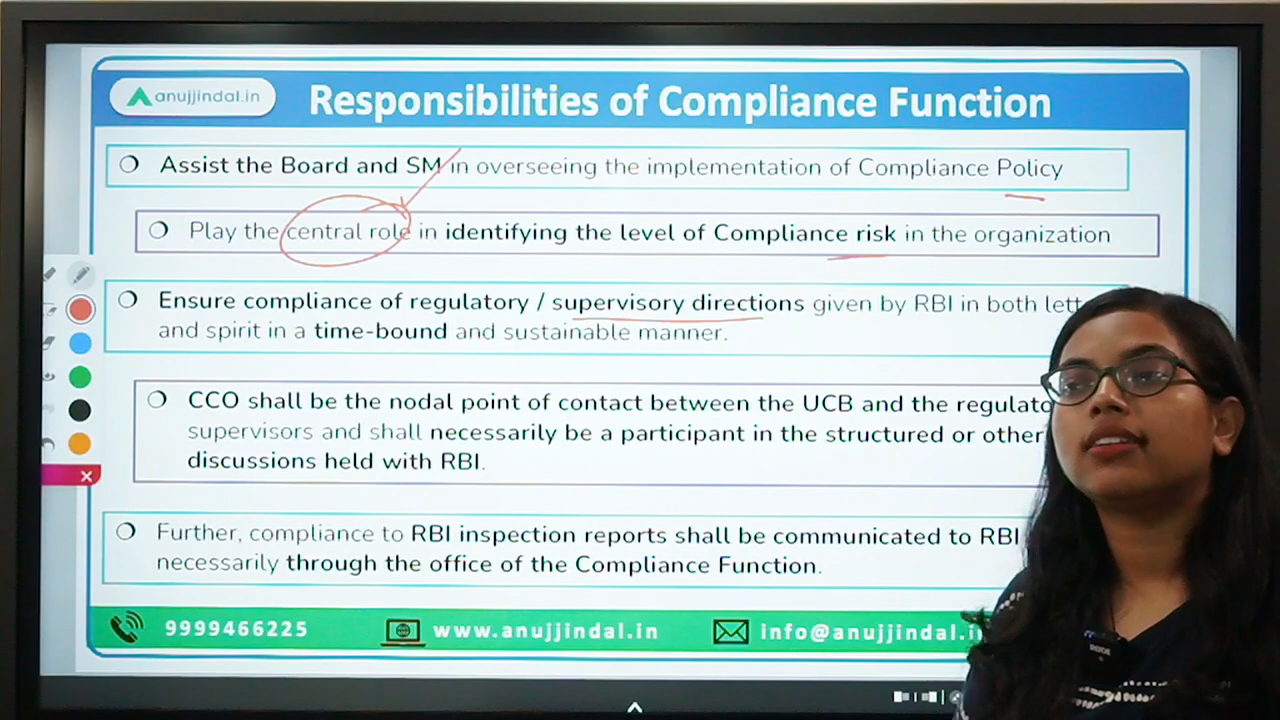 anujjindal.in
Responsibilities of Compliance Function
Assist the Board and SM in overseeing the implementation of Compliance Policy
Play the central role in identifying the level of Compliance risk in the organization
Ensure compliance of regulatory / supervisory directions given by RBI in both
and spirit in a time-bound and sustainable manner.
CCO shall be the nodal point of contact between the UCB and the
supervisors and shall necessarily be a participant in the structured or other
discussions held with RBI.
Further, compliance to RBI inspection reports shall be communicated to RBI
necessarily through the office of the Compliance Function.
9999466225
www.anujjindal.in
info@anujjindal.i